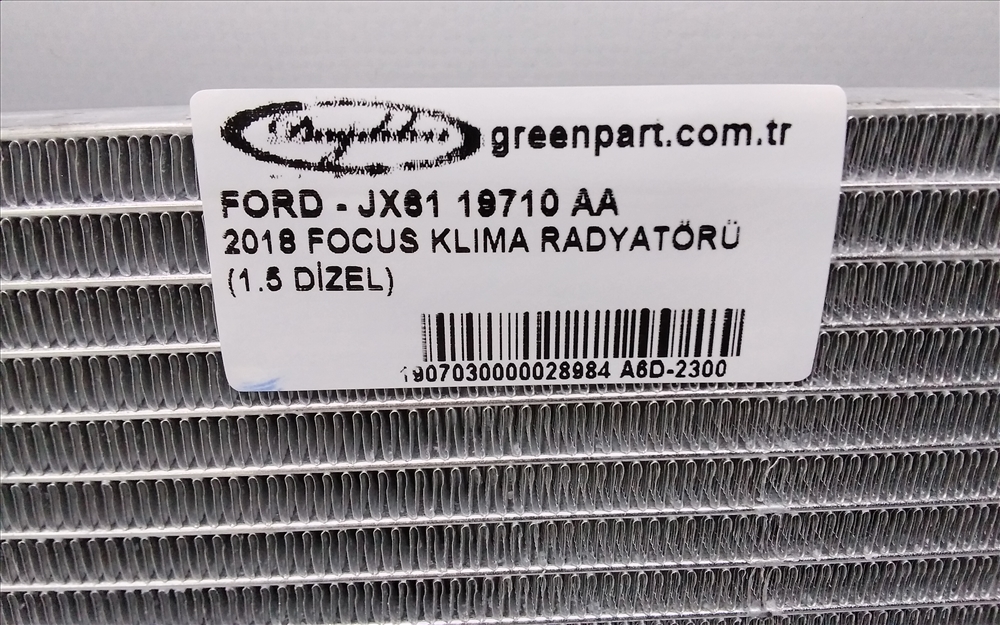 greenpart.com.tr
FORD - JX61 19710 AA
2018 FOCUS KLIMA RADYATÖRÜ
(1.5 DİZEL)
1907030000028984 A6D-2300